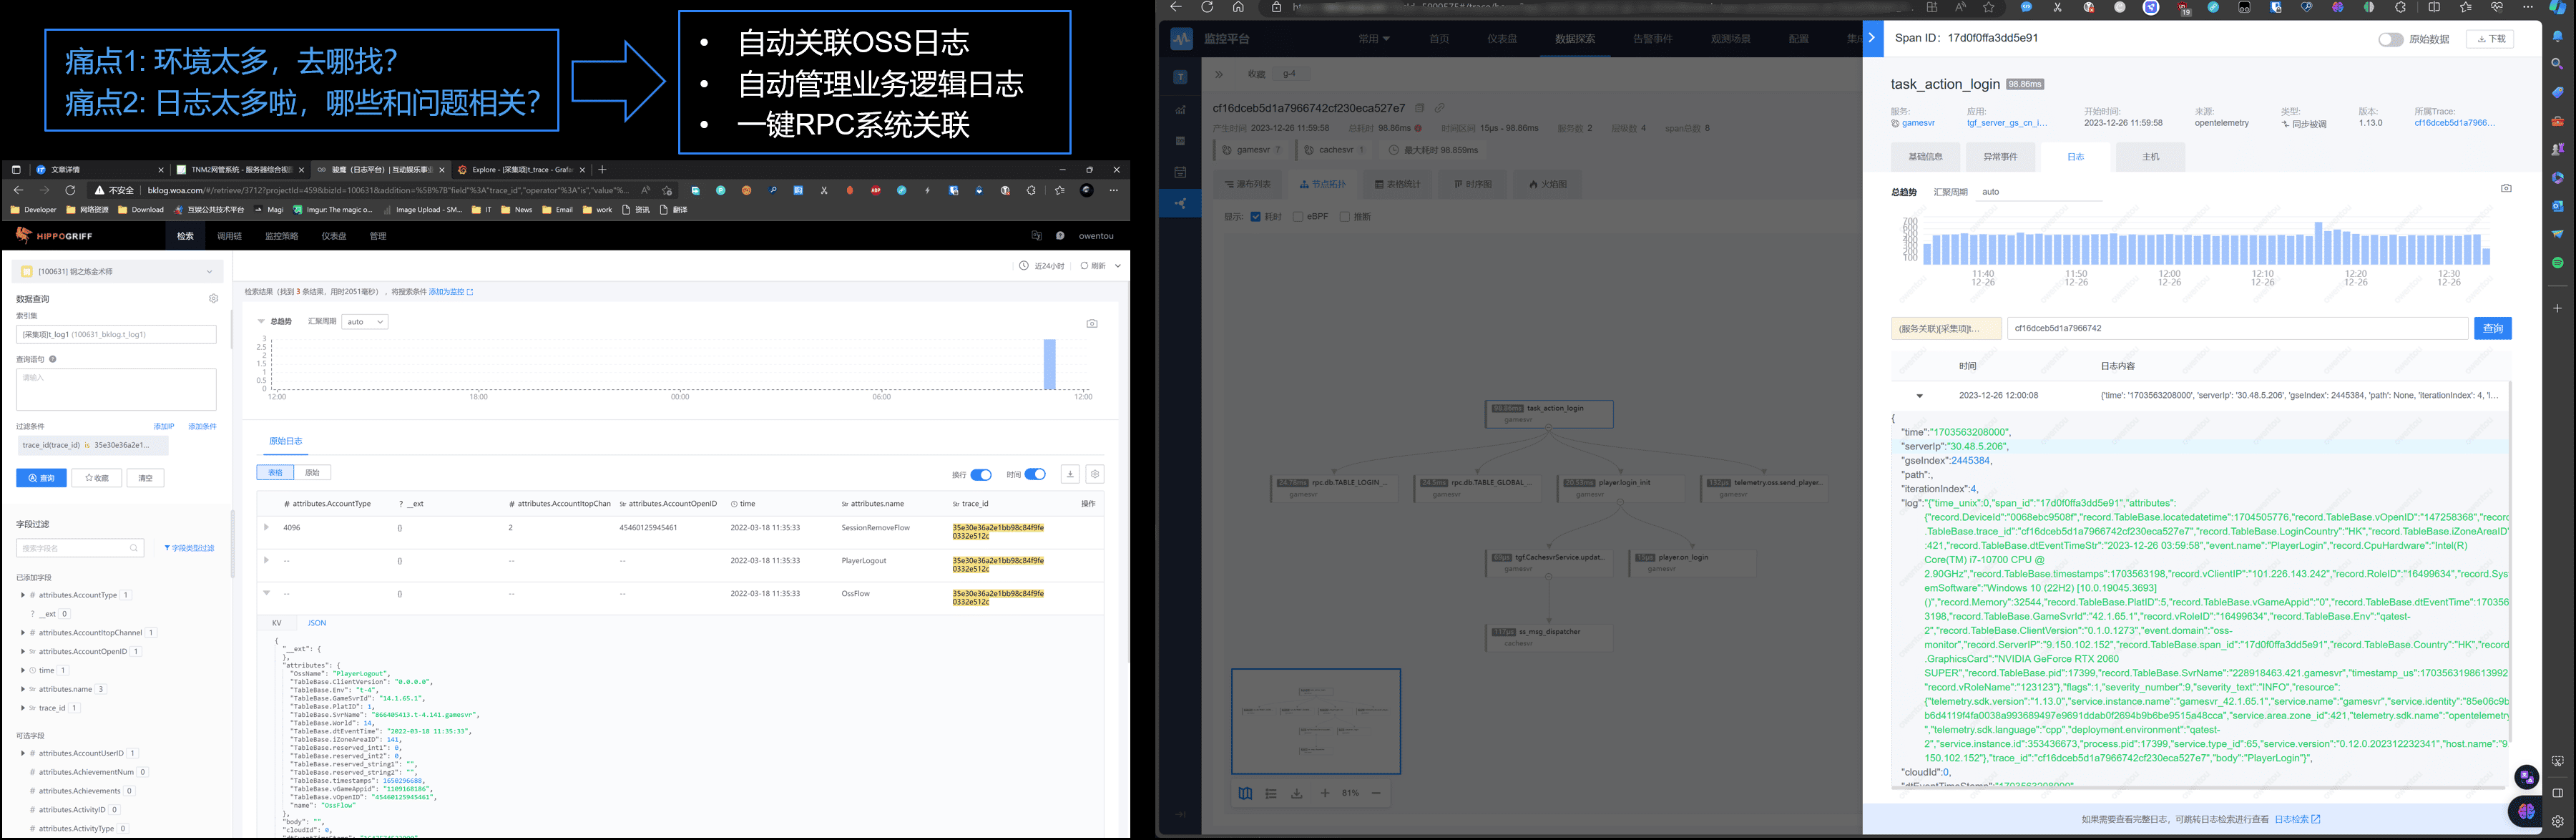 痛点1: 环境太多，去哪找？
痛点2: 日志太多啦，哪些和问题相关？
• 自动关联OSS日志
• 自动管理业务逻辑日志
• 一键RPC系统关联
文章详情
TNM2网管系统 - 服务器综合视
骏鹰（日志平台）| 互动娱乐事业
Explore - [采集项]t_trace - Grafa
不安全 bklog.woa.com/#/retrieve/3712?projectId=459&bizId=100631&addition=%5B%7B"field"%3A"trace_id"%2C"operator"%3A"is"%2C"value"%...
Developer 网络资源 Download 互娱公共技术平台 Magi Imgur: The magic o... Image Upload - SM... IT News Email work 资讯 翻译
HIPPOGRIFF 检索 调用链 监控策略 仪表盘 管理 owentou
[100631] 钢之炼金术师
近24小时 刷新
数据查询
索引集
[采集项]t_log1 (100631_bklog.t_log1)
查询语句
请输入
过滤条件 添加IP 添加条件
trace_id(trace_id) is 35e30e36a2e1...
查询 收藏 清空
字段过滤
搜索字段名 字段类型过滤
已添加字段
# attributes.AccountType 1
? __ext 0
# attributes.AccountItopChannel 1
Str attributes.AccountOpenID 1
time 1
Str attributes.name 3
Str trace_id 1
可选字段
# attributes.AccountUserID 1
# attributes.AchievementNum 0
# attributes.Achievements 0
# attributes.ActivityID 0
# attributes.ActivityType 0
检索结果（找到 3 条结果，用时2051毫秒），将搜索条件 添加为监控
总趋势 汇聚周期 auto
3
2.5
2
1.5
1
0.5
0
12:00 18:00 00:00 06:00 12:00
原始日志
表格 原始 换行 时间
# attributes.AccountType ? __ext # attributes.AccountItopChan Str attributes.AccountOpenID time Str attributes.name Str trace_id 操作
4096 {} 2 45460125945461 2022-03-18 11:35:33 SessionRemoveFlow 35e30e36a2e1bb98c84f9fe
0332e512c
-- {} -- -- 2022-03-18 11:35:33 PlayerLogout 35e30e36a2e1bb98c84f9fe
0332e512c
-- {} -- -- 2022-03-18 11:35:33 OssFlow 35e30e36a2e1bb98c84f9fe
0332e512c
KV JSON
{
"__ext": {
},
"attributes": {
"OssName": "PlayerLogout",
"TableBase.ClientVersion": "0.0.0.0",
"TableBase.Env": "t-4",
"TableBase.GameSvrId": "14.1.65.1",
"TableBase.PlatID": 1,
"TableBase.SvrName": "866405413.t-4.141.gamesvr",
"TableBase.World": 14,
"TableBase.dtEventTime": "2022-03-18 11:35:33",
"TableBase.iZoneAreaID": 141,
"TableBase.reserved_int1": 0,
"TableBase.reserved_int2": 0,
"TableBase.reserved_string1": "",
"TableBase.reserved_string2": "",
"TableBase.timestamps": 1650296688,
"TableBase.vGameAppid": "1109168186",
"TableBase.vOpenID": "45460125945461",
"name": "OssFlow"
},
"body": "",
"cloudId": 0,
监控平台 常用 首页 仪表盘 数据探索 告警事件 观测场景 配置 集成
收藏 g-4
cf16dceb5d1a7966742cf230eca527e7
产生时间 2023-12-26 11:59:58 总耗时 98.86ms 时间区间 15μs - 98.86ms 服务数 2 层级数 4 span总数 8
gamesvr 7 cachesvr 1 最大耗时 98.859ms
瀑布列表 节点拓扑 表格统计 时序图 火焰图
显示: 耗时 eBPF 推断
98.86ms task_action_login
gamesvr
24.78ms rpc.db.TABLE_LOGIN_...
gamesvr
24.3ms rpc.db.TABLE_GLOBAL_...
gamesvr
20.53ms player.login_init
gamesvr
132μs telemetry.oss.send_player...
gamesvr
69μs tgf.CachesvrService.updat...
gamesvr
15μs player.on_login
gamesvr
117μs ss_msg_dispatcher
cachesvr
81%
Span ID： 17d0f0ffa3dd5e91 原始数据 下载
task_action_login 98.86ms
服务: 应用: 开始时间: 来源: 类型: 版本: 所属Trace:
gamesvr tgf_server_gs_cn_i... 2023-12-26 11:59:58 opentelemetry 同步被调 1.13.0 cf16dceb5d1a7966...
基础信息 异常事件 日志 主机
总趋势 汇聚周期 auto
700
600
500
400
300
200
100
11:40 11:50 12:00 12:10 12:20 12:30
12-26 12-26 12-26 12-26 12-26 12-26
(服务关联)[采集项]t... cf16dceb5d1a7966742 查询
时间 日志内容
2023-12-26 12:00:08 {'time': '1703563208000', 'serverIp': '30.48.5.206', 'gseIndex': 2445384, 'path': None, 'iterationIndex': 4, 'l...
{
"time":"1703563208000",
"serverIp":"30.48.5.206",
"gseIndex":2445384,
"path":,
"iterationIndex":4,
"log":"{"time_unix":0,"span_id":"17d0f0ffa3dd5e91","attributes":
{"record.DeviceId":"0068ebc9508f","record.TableBase.locatedatetime":1704505776,"record.TableBase.vOpenID":"147258368","record
.TableBase.trace_id":"cf16dceb5d1a7966742cf230eca527e7","record.TableBase.LoginCountry":"HK","record.TableBase.iZoneAreaID"
:421,"record.TableBase.dtEventTimeStr":"2023-12-26 03:59:58","event.name":"PlayerLogin","record.CpuHardware":"Intel(R)
Core(TM) i7-10700 CPU @
2.90GHz","record.TableBase.timestamps":1703563198,"record.vClientIP":"101.226.143.242","record.RoleID":"16499634","record.Sys
emSoftware":"Windows 10 (22H2) [10.0.19045.3693]
()","record.Memory":32544,"record.TableBase.PlatID":5,"record.TableBase.vGameAppid":"0","record.TableBase.dtEventTime":170356
3198,"record.TableBase.GameSvrId":"42.1.65.1","record.vRoleID":"16499634","record.TableBase.Env":"qatest-
2","record.TableBase.ClientVersion":"0.1.0.1273","event.domain":"oss-
monitor","record.ServerIP":"9.150.102.152","record.TableBase.span_id":"17d0f0ffa3dd5e91","record.TableBase.Country":"HK","record
.GraphicsCard":"NVIDIA GeForce RTX 2060
SUPER","record.TableBase.pid":17399,"record.TableBase.SvrName":"228918463.421.gamesvr","timestamp_us":1703563198613992
"record.vRoleName":"123123"},"flags":1,"severity_number":9,"severity_text":"INFO","resource":
{"telemetry.sdk.version":"1.13.0","service.instance.name":"gamesvr_42.1.65.1","service.name":"gamesvr","service.identity":"85e06c9b
b6d4119f4fa0038a993689497e9691ddab0f2694b9b6be9515a48cca","service.area.zone_id":421,"telemetry.sdk.name":"opentelemetry
","telemetry.sdk.language":"cpp","deployment.environment":"qatest-
2","service.instance.id":353436673,"process.pid":17399,"service.type_id":65,"service.version":"0.12.0.202312232341","host.name":"9
150.102.152"},"trace_id":"cf16dceb5d1a7966742cf230eca527e7","body":"PlayerLogin"}",
"cloudId":0,
"dtEventTimeStamp":"1703563208000"
如果需要查看完整日志，可跳转日志检索进行查看 日志检索